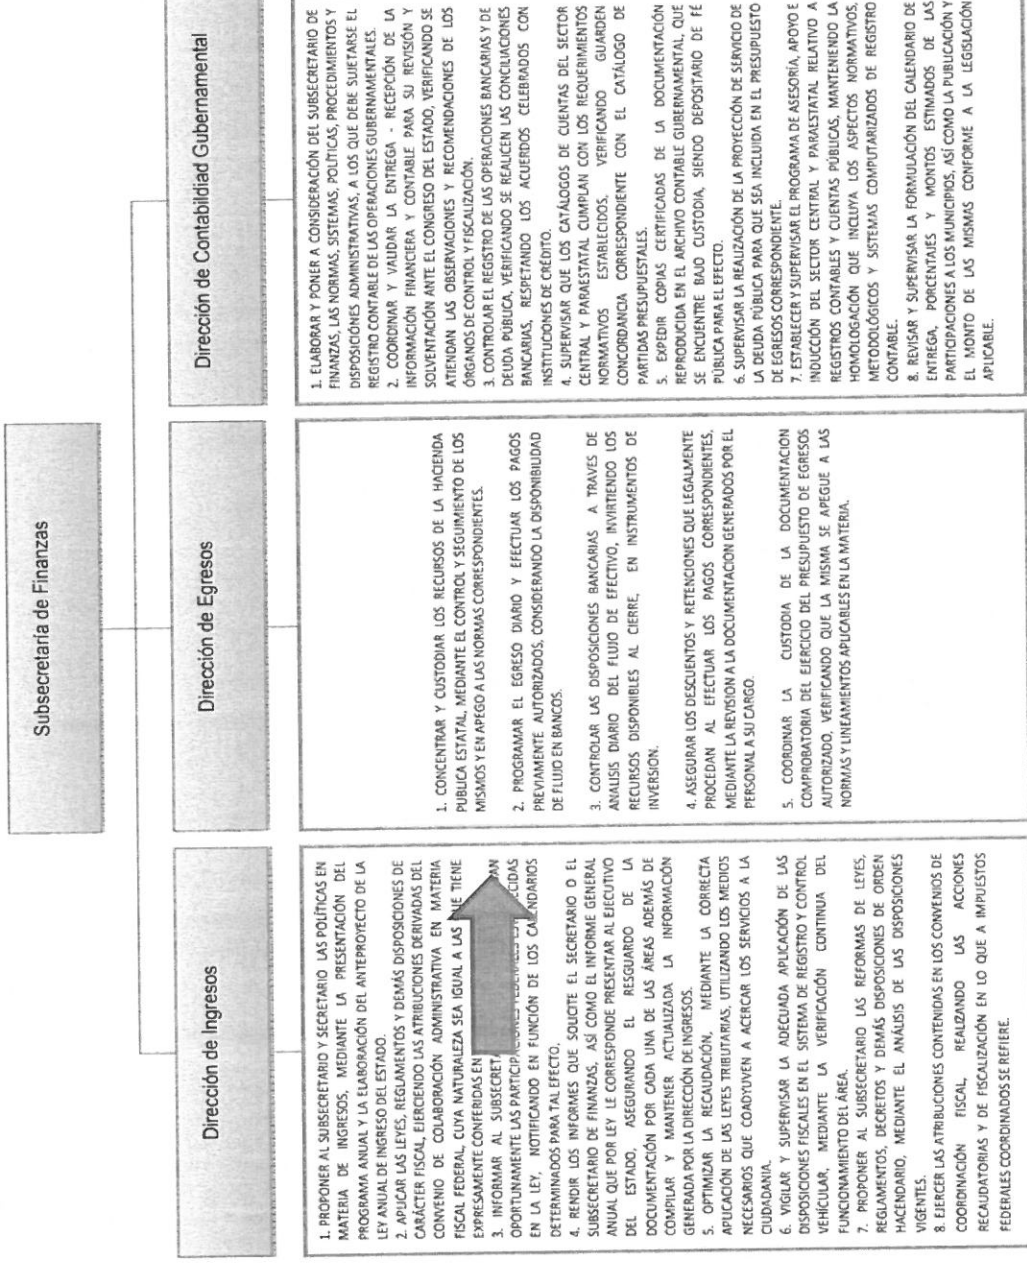 Subsecretaría de Finanzas
Dirección de Ingresos
1. PROPONER AL SUBSECRETARIO Y SECRETARIO LAS POLÍTICAS EN
MATERIA DE INGRESOS, MEDIANTE LA PRESENTACIÓN DEL
PROGRAMA ANUAL Y LA ELABORACIÓN DEL ANTEPROYECTO DE LA
LEY ANUAL DE INGRESO DEL ESTADO.
2. APLICAR LAS LEYES, REGLAMENTOS Y DEMÁS DISPOSICIONES DE
CARÁCTER FISCAL, EJERCIENDO LAS ATRIBUCIONES DERIVADAS DEL
CONVENIO DE COLABORACIÓN ADMINISTRATIVA EN MATERIA
FISCAL FEDERAL, CUYA NATURALEZA SEA IGUAL A LAS TIENE
EXPRESAMENTE CONFERIDAS EN
3. INFORMAR AL
OPORTUNAMENTE LAS
EN LA LEY, NOTIFICANDO EN FUNCIÓN DE LOS
DETERMINADOS PARA TAL EFECTO.
4. RENDIR LOS INFORMES QUE SOLICITE EL SECRETARIO O EL
SUBSECRETARIO DE FINANZAS, ASÍ COMO EL INFORME GENERAL
ANUAL QUE POR LEY LE CORRESPONDE PRESENTAR AL EJECUTIVO
DEL ESTADO, ASEGURANDO EL RESGUARDO DE LA
DOCUMENTACIÓN POR CADA UNA DE LAS ÁREAS ADEMÁS DE
COMPILAR Y MANTENER ACTUALIZADA LA INFORMACIÓN
GENERADA POR LA DIRECCIÓN DE INGRESOS.
5. OPTIMIZAR LA RECAUDACIÓN, MEDIANTE LA CORRECTA
APLICACIÓN DE LAS LEYES TRIBUTARIAS, UTILIZANDO LOS MEDIOS
NECESARIOS QUE COADYUVEN A ACERCAR LOS SERVICIOS A LA
CIUDADANIA.
6. VIGILAR Y SUPERVISAR LA ADECUADA APLICACIÓN DE LAS
DISPOSICIONES FISCALES EN EL SISTEMA DE REGISTRO Y CONTROL
VEHÍCULAR, MEDIANTE LA VERIFICACIÓN CONTINUA DEL
FUNCIONAMIENTO DEL ÁREA.
7. PROPONER AL SUBSECRETARIO LAS REFORMAS DE LEYES,
REGLAMENTOS, DECRETOS Y DEMÁS DISPOSICIONES DE ORDEN
HACENDARIO, MEDIANTE EL ANÁLISIS DE LAS DISPOSICIONES
VIGENTES.
8. EJERCER LAS ATRIBUCIONES CONTENIDAS EN LOS CONVENIOS DE
COORDINACIÓN FISCAL, REALIZANDO LAS ACCIONES
RECAUDATORIAS Y DE FISCALIZACIÓN EN LO QUE A IMPUESTOS
FEDERALES COORDINADOS SE REFIERE.
Dirección de Egresos
1. CONCENTRAR Y CUSTODIAR LOS RECURSOS DE LA HACIENDA
PUBLICA ESTATAL, MEDIANTE EL CONTROL Y SEGUIMIENTO DE LOS
MISMOS Y EN APEGO A LAS NORMAS CORRESPONDIENTES.
2. PROGRAMAR EL EGRESO DIARIO Y EFECTUAR LOS PAGOS
PREVIAMENTE AUTORIZADOS, CONSIDERANDO LA DISPONIBILIDAD
DE FLUJO EN BANCOS.
3. CONTROLAR LAS DISPOSICIONES BANCARIAS A TRAVES DE
ANALISIS DIARIO DEL FLUJO DE EFECTIVO, INVIRTIENDO LOS
RECURSOS DISPONIBLES AL CIERRE, EN INSTRUMENTOS DE
INVERSION.
4. ASEGURAR LOS DESCUENTOS Y RETENCIONES QUE LEGALMENTE
PROCEDAN AL EFECTUAR LOS PAGOS CORRESPONDIENTES,
MEDIANTE LA REVISION A LA DOCUMENTACION GENERADOS POR EL
PERSONAL A SU CARGO.
5. COORDINAR LA CUSTODIA DE LA DOCUMENTACION
COMPROBATORIA DEL EJERCICIO DEL PRESUPUESTO DE EGRESOS
AUTORIZADO, VERIFICANDO QUE LA MISMA SE APEGUE A LAS
NORMAS Y LINEAMIENTOS APLICABLES EN LA MATERIA.
Dirección de Contabilidiad Gubernamental
1. ELABORAR Y PONER A CONSIDERACIÓN DEL SUBSECRETARIO DE
FINANZAS, LAS NORMAS, SISTEMAS, POLÍTICAS, PROCEDIMIENTOS Y
DISPOSICIÓNES ADMINISTRATIVAS, A LOS QUE DEBE SUJETARSE EL
REGISTRO CONTABLE DE LAS OPERACIONES GUBERNAMENTALES.
2. COORDINAR Y VALIDAR LA ENTREGA - RECEPCIÓN DE LA
INFORMACIÓN FINANCIERA Y CONTABLE PARA SU REVISIÓN Y
SOLVENTACIÓN ANTE EL CONGRESO DEL ESTADO, VERIFICANDO SE
ATIENDAN LAS OBSERVACIONES Y RECOMENDACIONES DE LOS
ÓRGANOS DE CONTROL Y FISCALIZACIÓN.
3. CONTROLAR EL REGISTRO DE LAS OPERACIONES BANCARIAS Y DE
DEUDA PÚBLICA, VERIFICANDO SE REALICEN LAS CONCILIACIONES
BANCARIAS, RESPETANDO LOS ACUERDOS CELEBRADOS CON
INSTITUCIONES DE CRÉDITO.
4. SUPERVISAR QUE LOS CATÁLOGOS DE CUENTAS DEL SECTOR
CENTRAL Y PARAESTATAL CUMPLAN CON LOS REQUERIMIENTOS
NORMATIVOS ESTABLECIDOS, VERIFICANDO GUARDEN
CONCORDANCIA CORRESPONDIENTE CON EL CATÁLOGO DE
PARTIDAS PRESUPUESTALES.
5. EXPEDIR COPIAS CERTIFICADAS DE LA DOCUMENTACIÓN
REPRODUCIDA EN EL ARCHIVO CONTABLE GUBERNAMENTAL, QUE
SE ENCUENTRE BAJO CUSTODIA, SIENDO DEPOSITARIO DE FÉ
PÚBLICA PARA EL EFECTO.
6. SUPERVISAR LA REALIZACIÓN DE LA PROYECCIÓN DE SERVICIO DE
LA DEUDA PÚBLICA PARA QUE SEA INCLUIDA EN EL PRESUPUESTO
DE EGRESOS CORRESPONDIENTE.
7. ESTABLECER Y SUPERVISAR EL PROGRAMA DE ASESORÍA, APOYO E
INDUCCIÓN DEL SECTOR CENTRAL Y PARAESTATAL RELATIVO A
REGISTROS CONTABLES Y CUENTAS PÚBLICAS, MANTENIENDO LA
HOMOLOGACIÓN QUE INCLUYA LOS ASPECTOS NORMATIVOS,
METODOLÓGICOS Y SISTEMAS COMPUTARIZADOS DE REGISTRO
CONTABLE.
8. REVISAR Y SUPERVISAR LA FORMULACIÓN DEL CALENDARIO DE
ENTREGA, PORCENTAJES Y MONTOS ESTIMADOS DE LAS
PARTICIPACIONES A LOS MUNICIPIOS, ASÍ COMO LA PUBLICACIÓN Y
EL MONTO DE LAS MISMAS CONFORME A LA LEGISLACIÓN
APLICABLE.